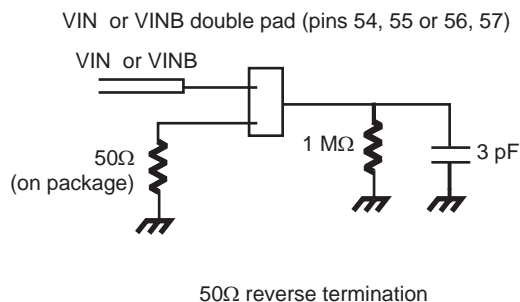 VIN or VINB double pad (pins 54, 55 or 56, 57)
VIN or VINB
50Ω
(on package)
1 MΩ
3 pF
50Ω reverse termination